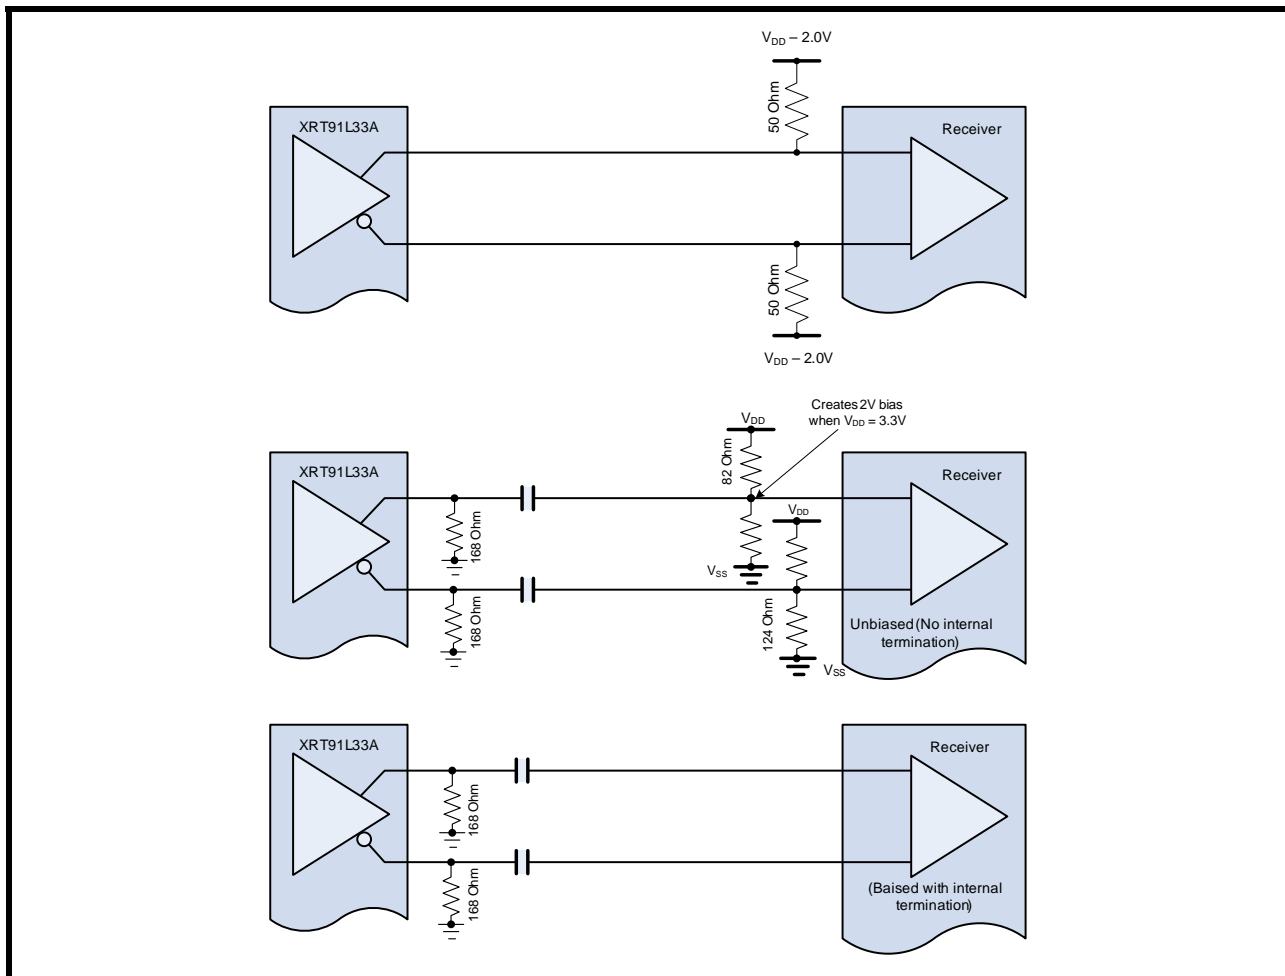 V_DD – 2.0V
50 Ohm
XRT91L33A
Receiver
50 Ohm
V_DD – 2.0V
Creates 2V bias
when V_DD = 3.3V
V_DD
82 Ohm
XRT91L33A
Receiver
V_DD
168 Ohm
V_SS
168 Ohm
124 Ohm
Unbiased (No internal
termination)
V_SS
XRT91L33A
Receiver
168 Ohm
168 Ohm
(Baised with internal
termination)